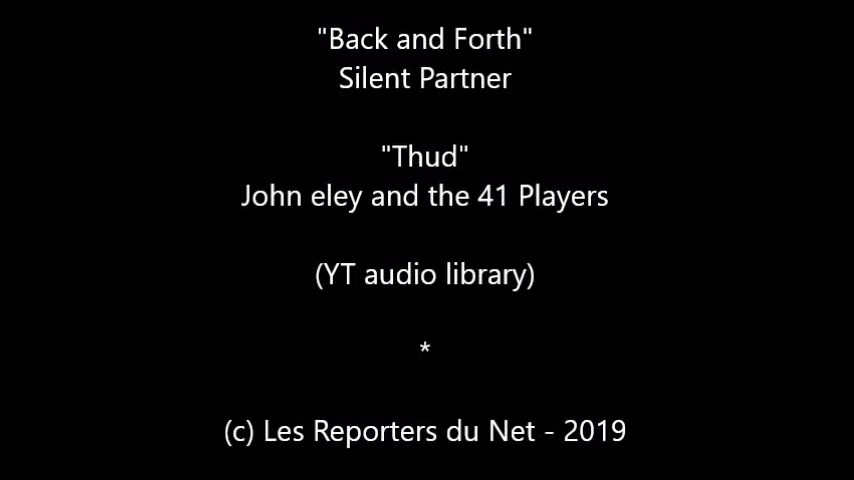 "Back and Forth"
Silent Partner
"Thud"
John eley and the 41 Players
(YT audio library)
*
(c) Les Reporters du Net - 2019